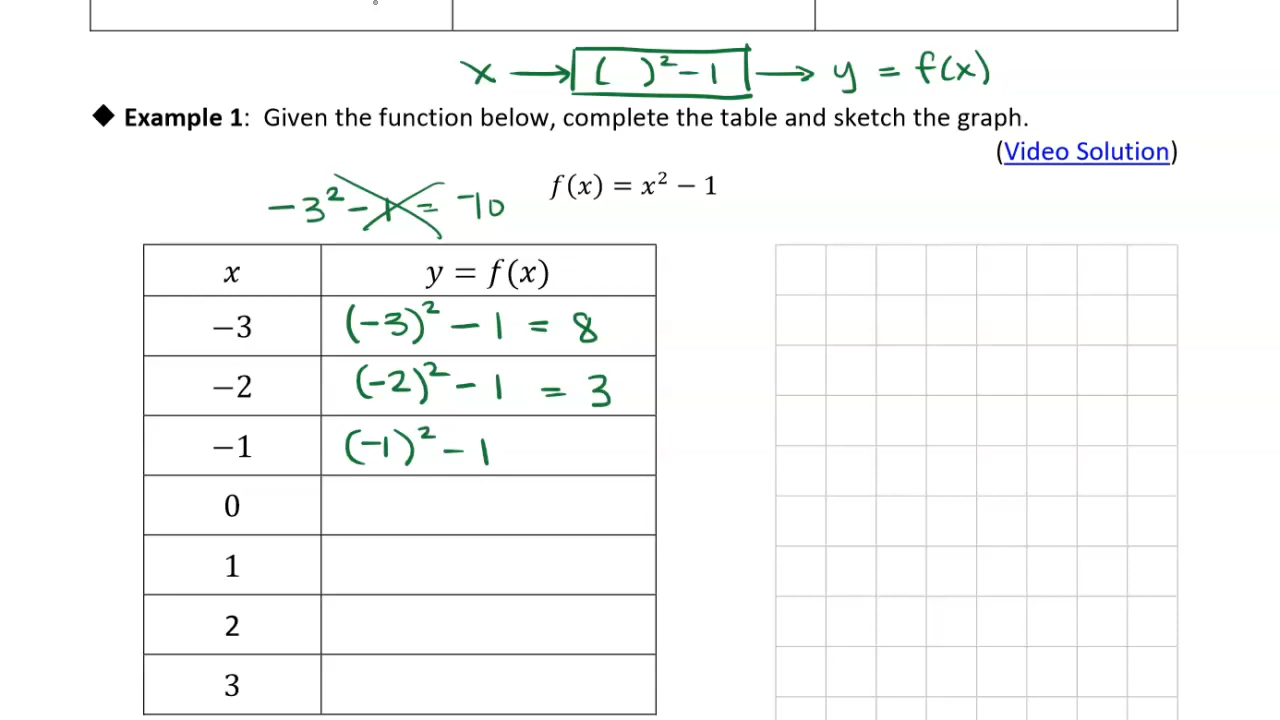 x → ( )² − 1 → y = f(x)
◆ Example 1: Given the function below, complete the table and sketch the graph.
(Video Solution)
f(x) = x² − 1
−3² − 1 = −10
x y = f(x)
−3 (−3)² − 1 = 8
−2 (−2)² − 1 = 3
−1 (−1)² − 1
0
1
2
3